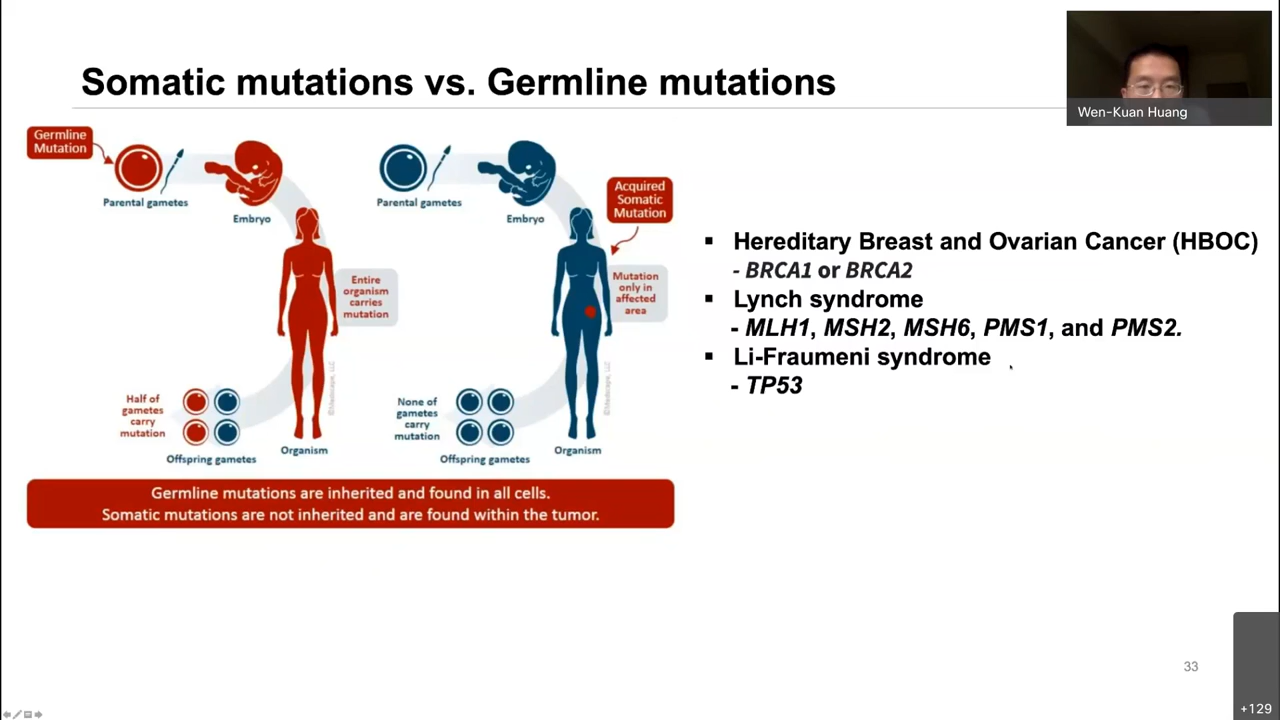 Somatic mutations vs. Germline mutations
Wen-Kuan Huang
Germline
Mutation
Parental gametes
Embryo
Entire
organism
carries
mutation
Half of
gametes
carry
mutation
Offspring gametes
Organism
©Medscape, LLC
Parental gametes
Embryo
Acquired
Somatic
Mutation
Mutation
only in
affected
area
None of
gametes
carry
mutation
Offspring gametes
Organism
©Medscape, LLC
Germline mutations are inherited and found in all cells.
Somatic mutations are not inherited and are found within the tumor.
▪ Hereditary Breast and Ovarian Cancer (HBOC)
- BRCA1 or BRCA2
▪ Lynch syndrome
- MLH1, MSH2, MSH6, PMS1, and PMS2.
▪ Li-Fraumeni syndrome
- TP53
33
+129